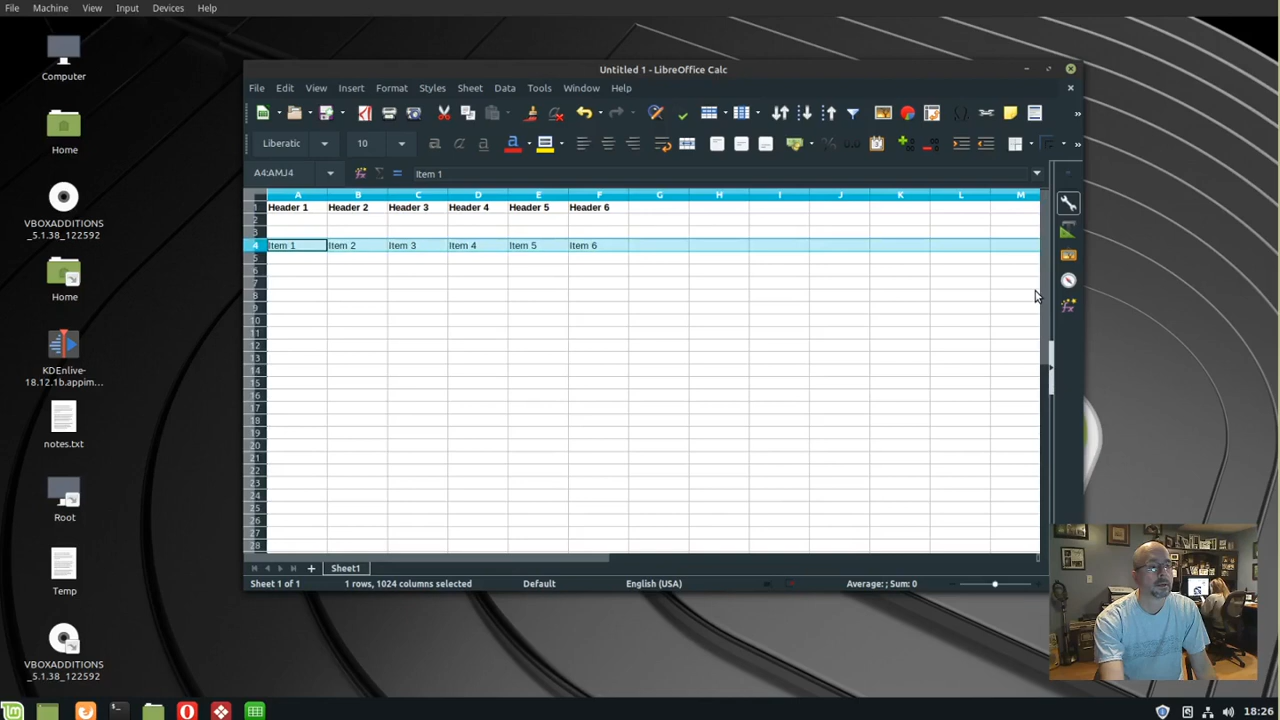 File Machine View Input Devices Help
Computer
Home
VBOXADDITIONS
_5.1.38_122592
Home
KDEnlive-
18.12.1b.appim...
notes.txt
Root
Temp
VBOXADDITIONS
_5.1.38_122592
Untitled 1 - LibreOffice Calc
File Edit View Insert Format Styles Sheet Data Tools Window Help
Liberatic 10
A4:AMJ4 Item 1
A B C D E F G H I J K L M
1 Header 1 Header 2 Header 3 Header 4 Header 5 Header 6
2
3
4 Item 1 Item 2 Item 3 Item 4 Item 5 Item 6
5
6
7
8
9
10
11
12
13
14
15
16
17
18
19
20
21
22
23
24
25
26
27
28
Sheet1
Sheet 1 of 1 1 rows, 1024 columns selected Default English (USA) Average: ; Sum: 0
18:26